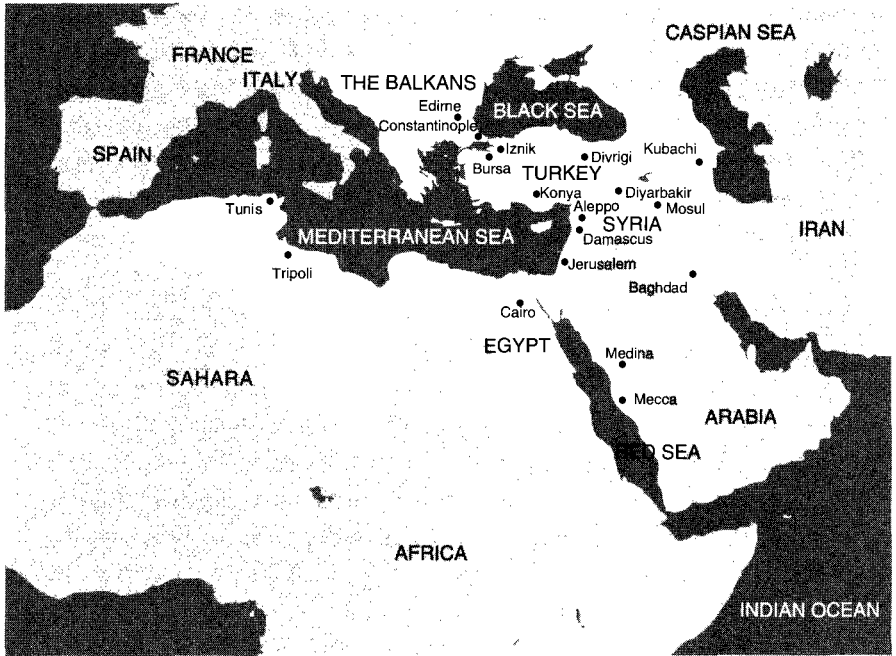 CASPIAN SEA
FRANCE
ITALY
THE BALKANS
Edirne
BLACK SEA
Constantinople
Iznik
Kubachi
SPAIN
Bursa
Divrigi
TURKEY
Konya
Diyarbakir
Tunis
Aleppo
Mosul
SYRIA
IRAN
MEDITERRANEAN SEA
Damascus
Jerusalem
Tripoli
Baghdad
Cairo
EGYPT
Medina
SAHARA
Mecca
ARABIA
RED SEA
AFRICA
INDIAN OCEAN